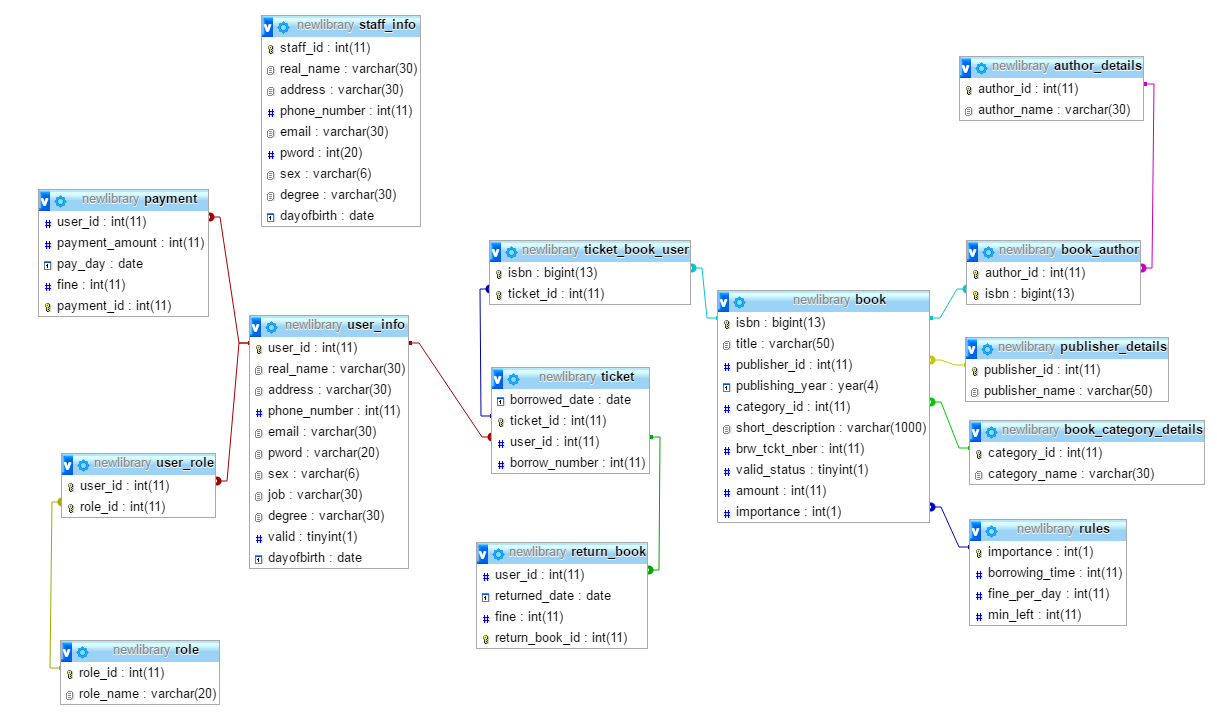 newlibrary staff_info
staff_id : int(11)
real_name : varchar(30)
address : varchar(30)
phone_number : int(11)
email : varchar(30)
pword : int(20)
sex : varchar(6)
degree : varchar(30)
dayofbirth : date
newlibrary author_details
author_id : int(11)
author_name : varchar(30)
newlibrary payment
user_id : int(11)
payment_amount : int(11)
pay_day : date
fine : int(11)
payment_id : int(11)
newlibrary ticket_book_user
isbn : bigint(13)
ticket_id : int(11)
newlibrary book_author
author_id : int(11)
isbn : bigint(13)
newlibrary book
isbn : bigint(13)
title : varchar(50)
publisher_id : int(11)
publishing_year : year(4)
category_id : int(11)
short_description : varchar(1000)
brw_tckt_nber : int(11)
valid_status : tinyint(1)
amount : int(11)
importance : int(1)
newlibrary user_info
user_id : int(11)
real_name : varchar(30)
address : varchar(30)
phone_number : int(11)
email : varchar(30)
pword : varchar(20)
sex : varchar(6)
job : varchar(30)
degree : varchar(30)
valid : tinyint(1)
dayofbirth : date
newlibrary publisher_details
publisher_id : int(11)
publisher_name : varchar(50)
newlibrary ticket
borrowed_date : date
ticket_id : int(11)
user_id : int(11)
borrow_number : int(11)
newlibrary book_category_details
category_id : int(11)
category_name : varchar(30)
newlibrary user_role
user_id : int(11)
role_id : int(11)
newlibrary rules
importance : int(1)
borrowing_time : int(11)
fine_per_day : int(11)
min_left : int(11)
newlibrary return_book
user_id : int(11)
returned_date : date
fine : int(11)
return_book_id : int(11)
newlibrary role
role_id : int(11)
role_name : varchar(20)